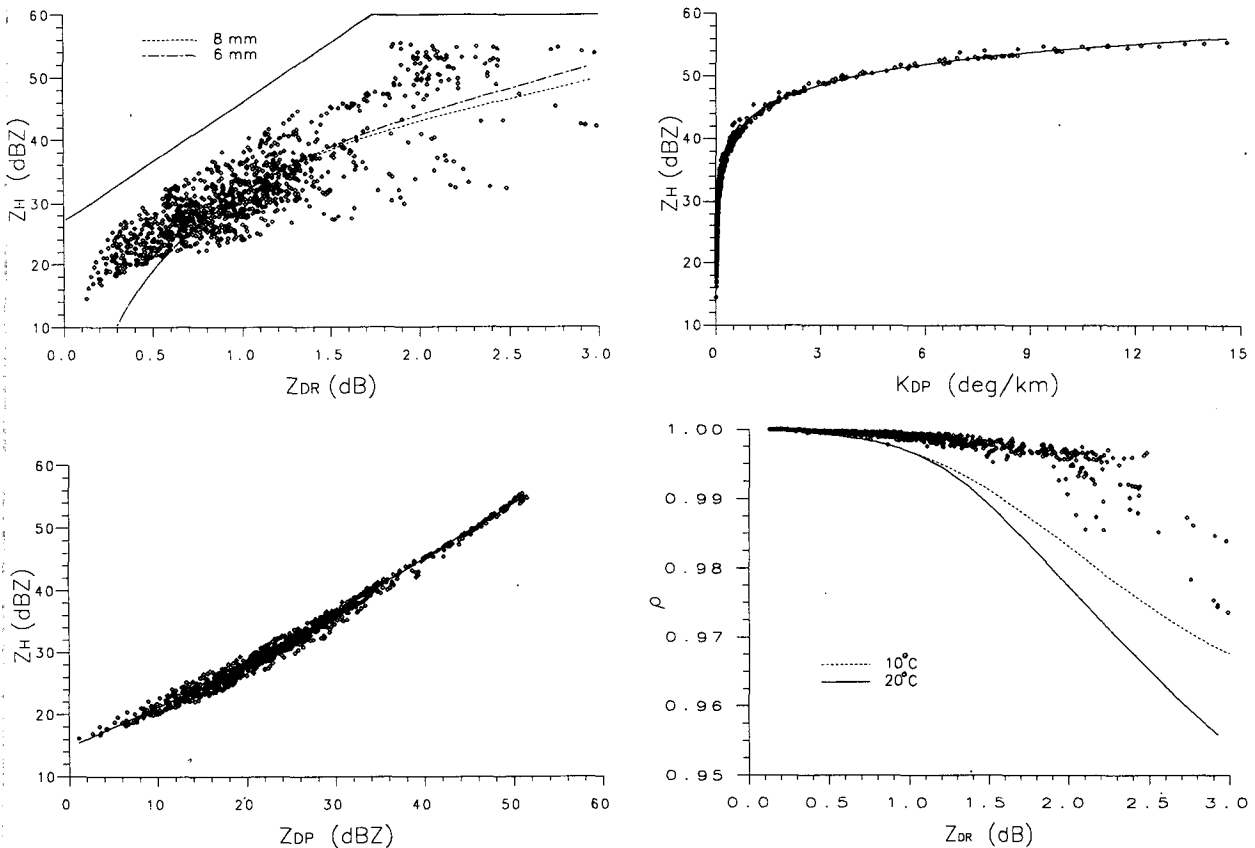 60
50
40
30
20
10
ZH (dBZ)
8 mm
6 mm
0.0 0.5 1.0 1.5 2.0 2.5 3.0
ZDR (dB)
60
50
40
30
20
10
ZH (dBZ)
0 3 6 9 12 15
KDP (deg/km)
60
50
40
30
20
10
ZH (dBZ)
0 10 20 30 40 50 60
ZDP (dBZ)
1.00
0.99
0.98
0.97
0.96
0.95
ρ
10°C
20°C
0.0 0.5 1.0 1.5 2.0 2.5 3.0
ZDR (dB)